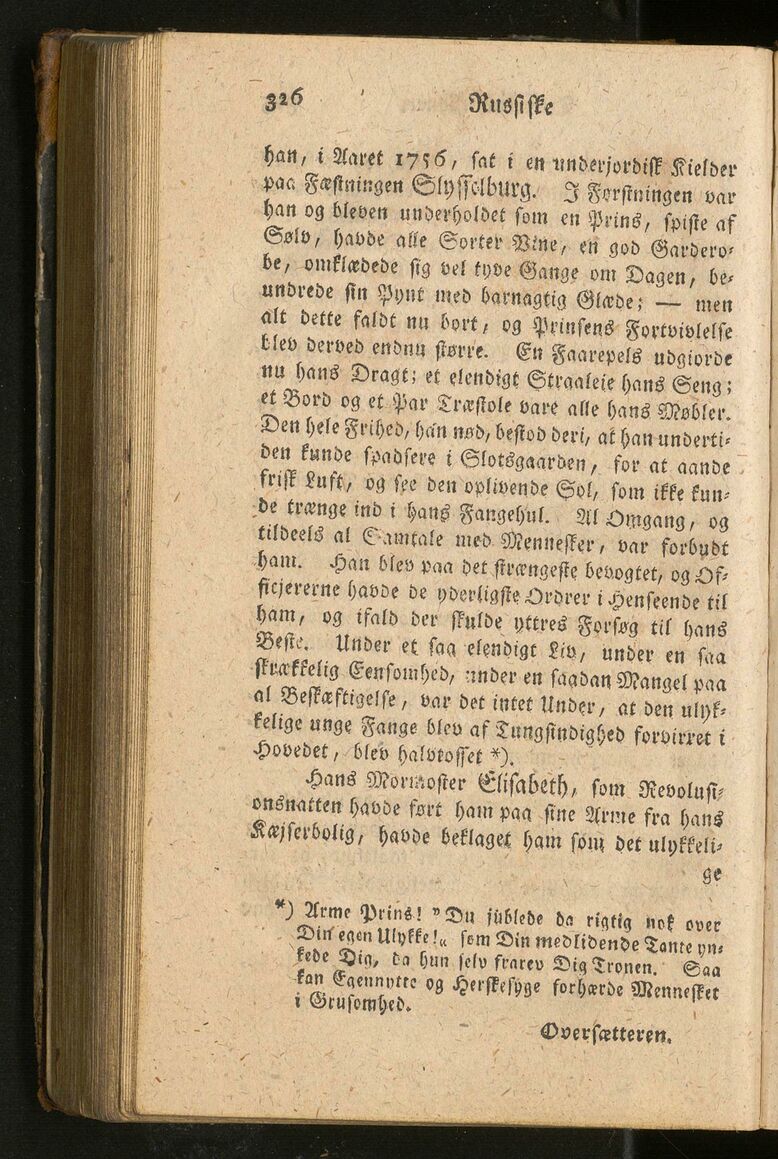 326 Russiske
han, i Aaret 1756, sat i en underjordisk Kielder
paa Fæstningen Slysselburg. I Førstningen var
han og bleven underholdet som en Prins, spiste af
Sølv, havde alle Sorter Vine, en god Gardero-
be, omklædede sig vel tyve Gange om Dagen, be-
undrede sin Pynt med barnagtig Glæde; — men
alt dette faldt nu bort, og Prinsens Fortvivlelse
blev derved endnu større. En Faarepels udgiorde
nu hans Dragt; et elendigt Straaleie hans Seng;
et Bord og et Par Træstole vare alle hans Møbler.
Den hele Frihed, han nød, bestod deri, at han underti-
den kunde spadsere i Slotsgaarden, for at aande
frisk Luft, og see den oplivende Sol, som ikke kun-
de trænge ind i hans Fangehul. Al Omgang, og
tildeels al Samtale med Mennesker, var forbudt
ham. Han blev paa det strængeste bevogtet, og Of-
ficjererne havde de yderligste Ordrer i Henseende til
ham, og ifald der skulde yttres Forsøg til hans
Beste. Under et saa elendigt Liv, under en saa
skrækkelig Eensomhed, under en saadan Mangel paa
al Beskæftigelse, var det intet Under, at den ulyk-
kelige unge Fange blev af Tungsindighed forvirret i
Hovedet, blev halvtosset *).
Hans Mormoster Elisabeth, som Revolusi-
onsnatten havde ført ham paa sine Arme fra hans
Kæjserbolig, havde beklaget ham som det ulykkeli-
ge
*) Arme Prins! "Du jublede da rigtig nok over
Din egen Ulykke!„ som Din medlidende Tante yn-
kede Dig, da hun selv frarev Dig Tronen. Saa
kan Egennytte og Herskesyge forhærde Mennesket
i Grusomhed.
Oversætteren.